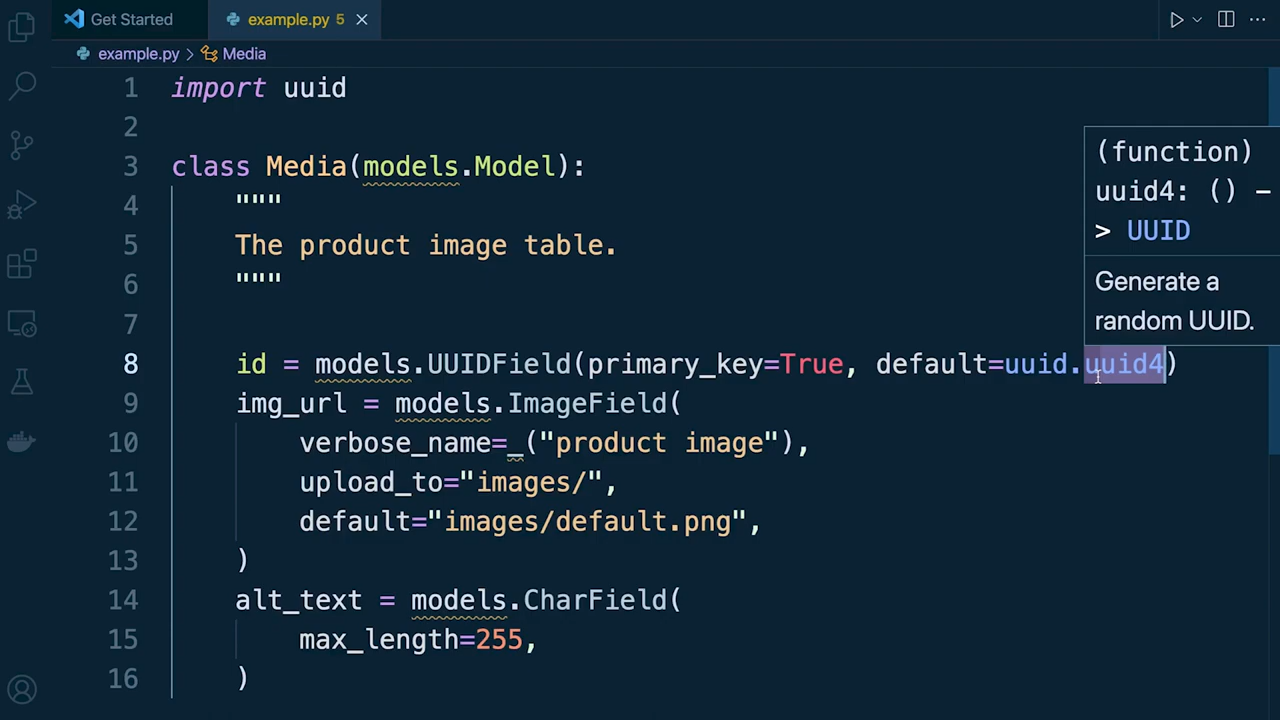 Get Started
example.py 5
example.py > Media
1 import uuid
2
3 class Media(models.Model):
4 """
5 The product image table.
6 """
7
8 id = models.UUIDField(primary_key=True, default=uuid.uuid4)
9 img_url = models.ImageField(
10 verbose_name=_("product image"),
11 upload_to="images/",
12 default="images/default.png",
13 )
14 alt_text = models.CharField(
15 max_length=255,
16 )
(function)
uuid4: () -
> UUID
Generate a
random UUID.